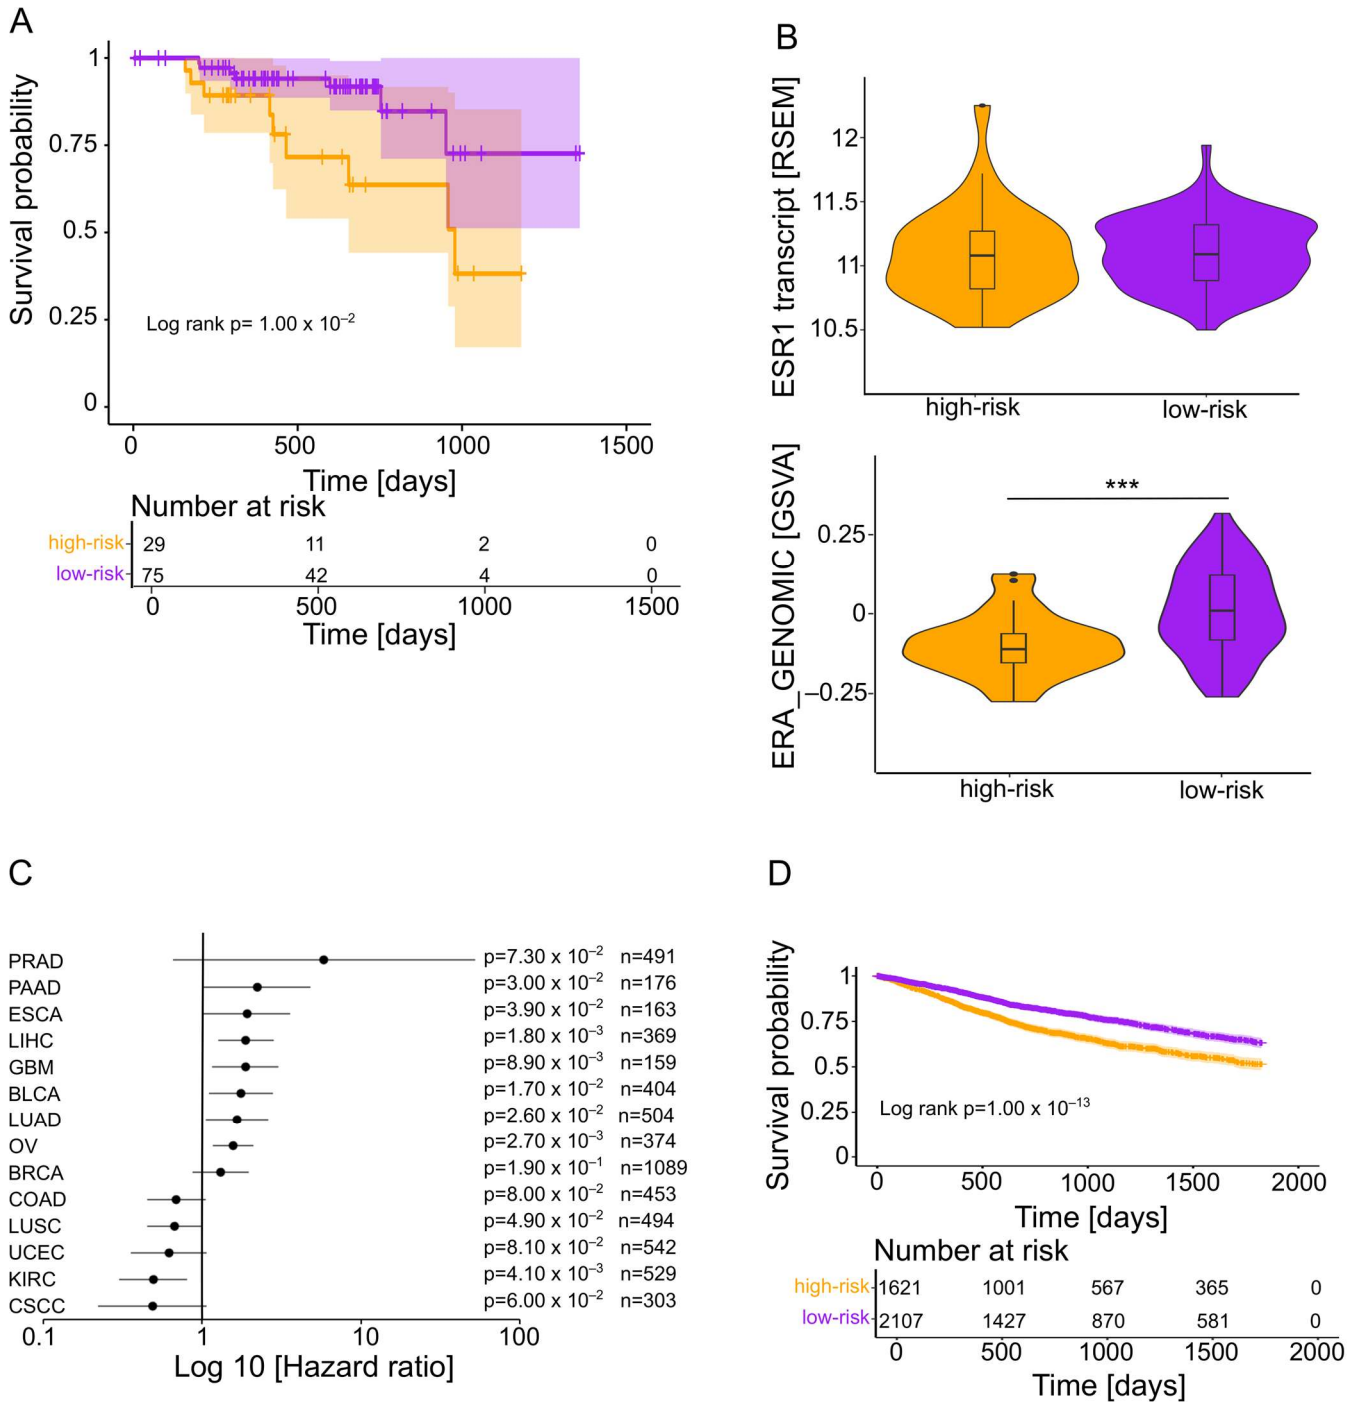 A
Survival probability
1
0.75
0.5
0.25
0
Log rank p= 1.00 x 10⁻²
0 500 1000 1500
Time [days]
Number at risk
high-risk 29 11 2 0
low-risk 75 42 4 0
0 500 1000 1500
Time [days]
B
ESR1 transcript [RSEM]
12
11.5
11
10.5
high-risk low-risk
ERA_GENOMIC [GSVA]
***
0.25
0
−0.25
high-risk low-risk
C
PRAD p=7.30 x 10⁻² n=491
PAAD p=3.00 x 10⁻² n=176
ESCA p=3.90 x 10⁻² n=163
LIHC p=1.80 x 10⁻³ n=369
GBM p=8.90 x 10⁻³ n=159
BLCA p=1.70 x 10⁻² n=404
LUAD p=2.60 x 10⁻² n=504
OV p=2.70 x 10⁻³ n=374
BRCA p=1.90 x 10⁻¹ n=1089
COAD p=8.00 x 10⁻² n=453
LUSC p=4.90 x 10⁻² n=494
UCEC p=8.10 x 10⁻² n=542
KIRC p=4.10 x 10⁻³ n=529
CSCC p=6.00 x 10⁻² n=303
0.1 1 10 100
Log 10 [Hazard ratio]
D
Survival probability
1
0.75
0.5
0.25
0
Log rank p=1.00 x 10⁻¹³
0 500 1000 1500 2000
Time [days]
Number at risk
high-risk 1621 1001 567 365 0
low-risk 2107 1427 870 581 0
0 500 1000 1500 2000
Time [days]